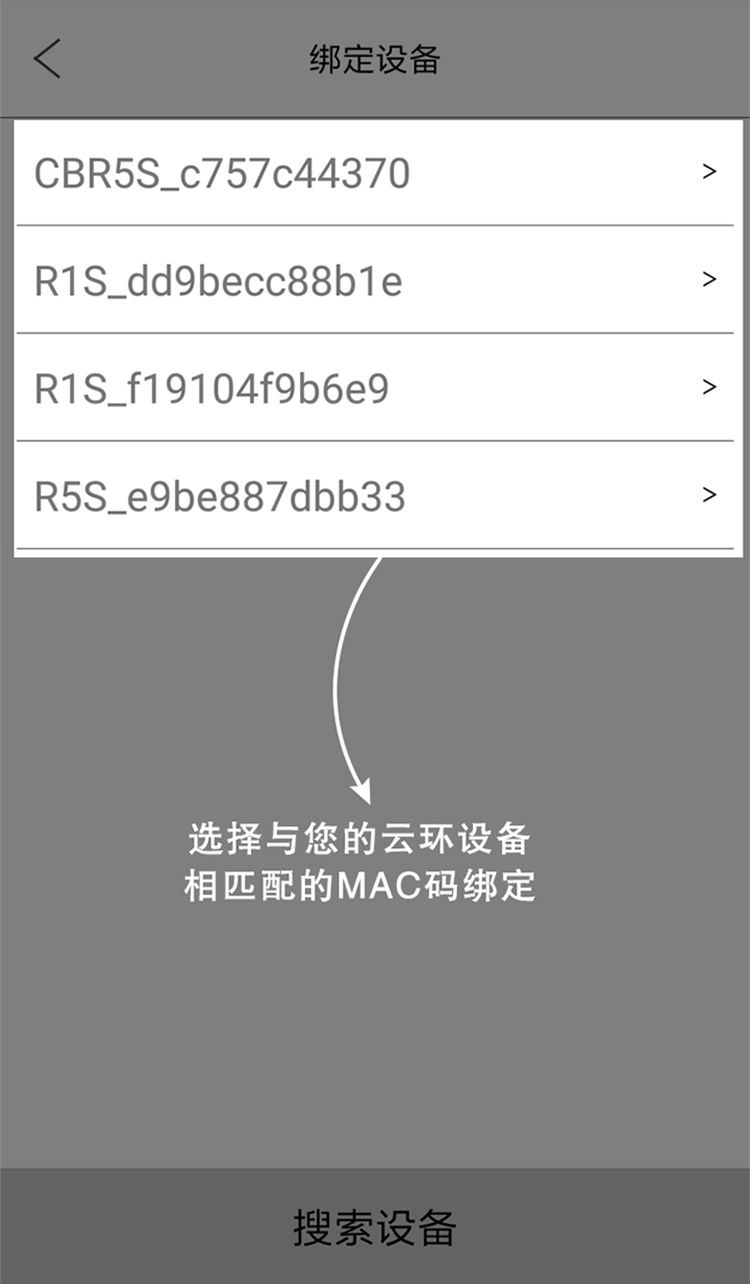 绑定设备
CBR5S_c757c44370 >
R1S_dd9becc88b1e >
R1S_f19104f9b6e9 >
R5S_e9be887dbb33 >
选择与您的云环设备
相匹配的MAC码绑定
搜索设备